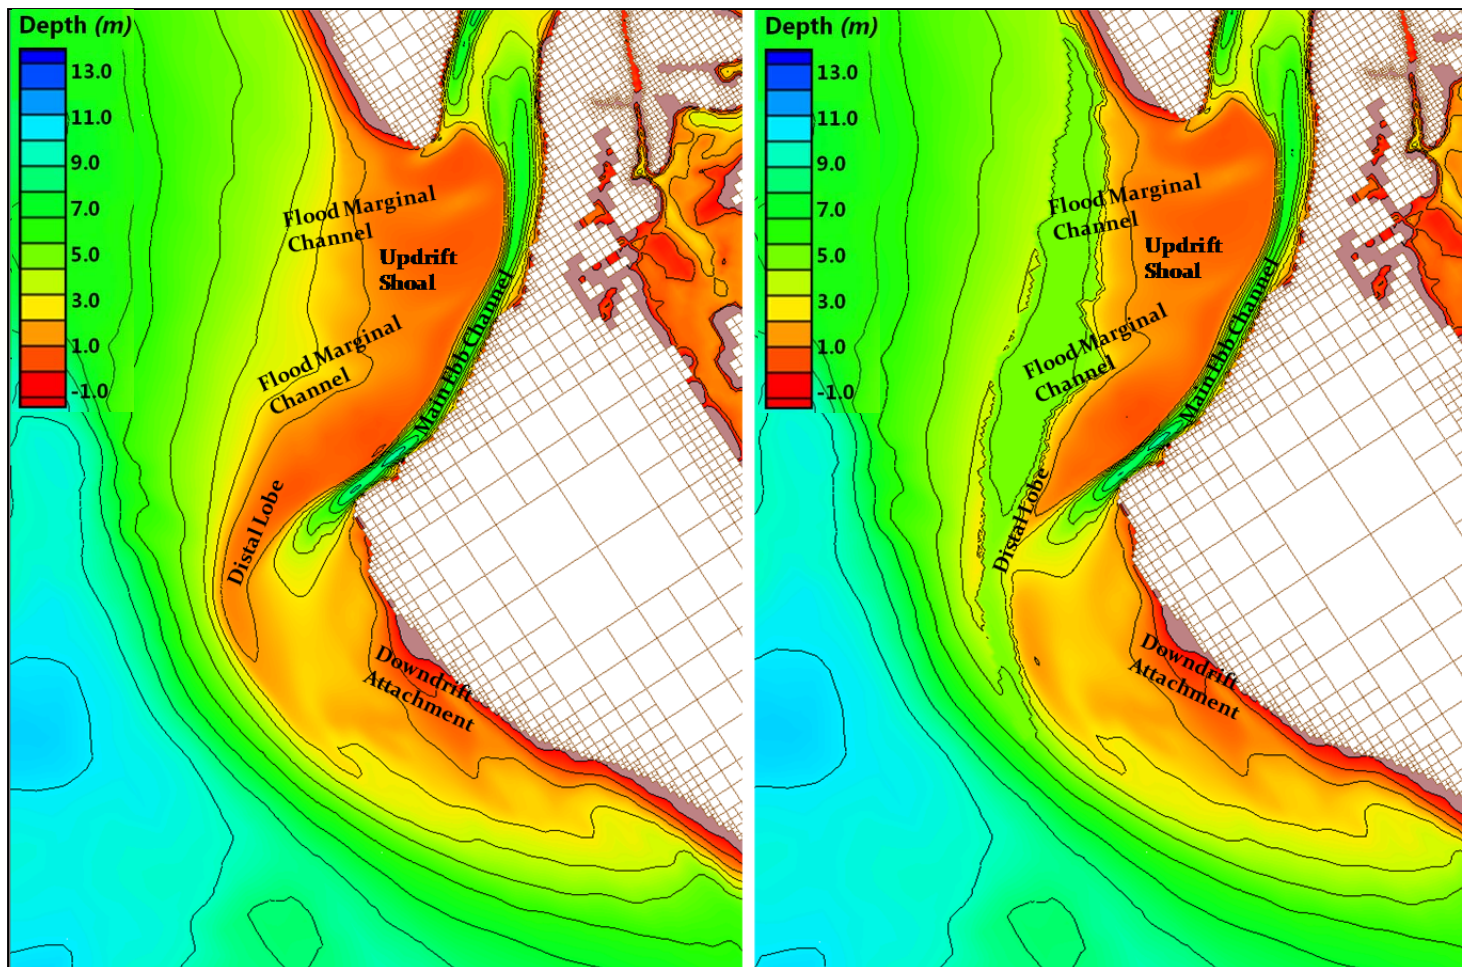 Depth (m)
13.0
11.0
9.0
7.0
5.0
3.0
1.0
-1.0
Flood Marginal
Channel
Updrift
Shoal
Flood Marginal
Channel
Main Ebb Channel
Distal Lobe
Downdrift
Attachment
Depth (m)
13.0
11.0
9.0
7.0
5.0
3.0
1.0
-1.0
Flood Marginal
Channel
Updrift
Shoal
Flood Marginal
Channel
Main Ebb Channel
Distal Lobe
Downdrift
Attachment